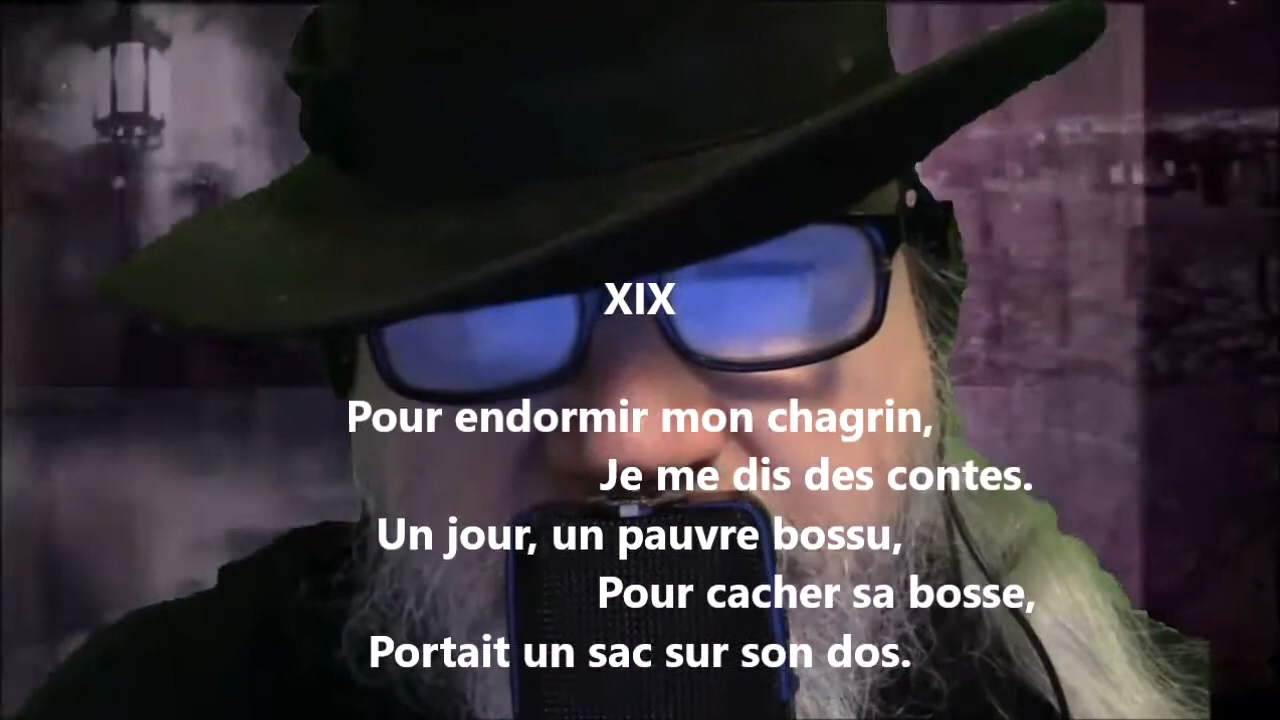 XIX
Pour endormir mon chagrin,
Je me dis des contes.
Un jour, un pauvre bossu,
Pour cacher sa bosse,
Portait un sac sur son dos.